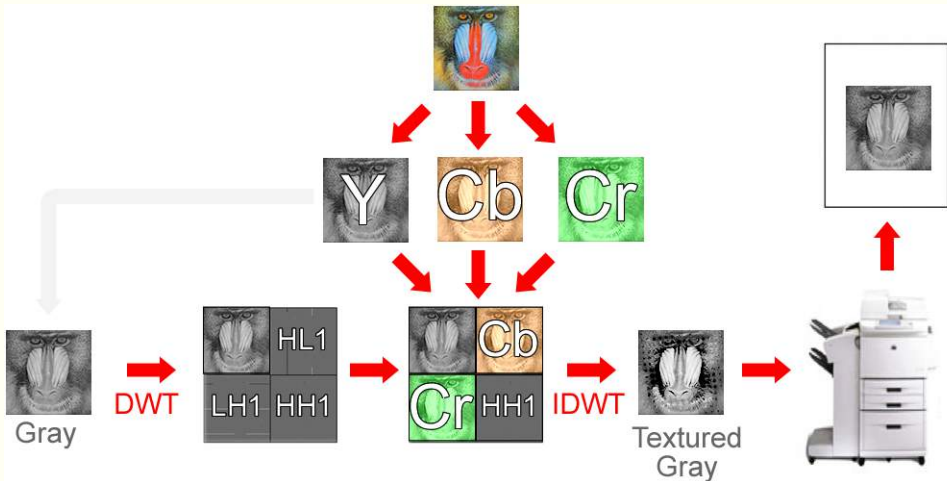 Y
Cb
Cr
HL1
LH1
HH1
Cb
Cr
HH1
DWT
IDWT
Gray
Textured
Gray